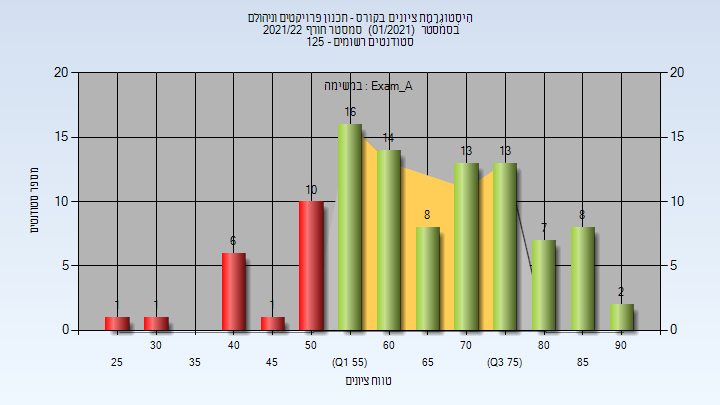 היסטוגרמת ציונים בקורס - תכנון פרויקטים וניהולם
בסמסטר (01/2021) סמסטר חורף 2021/22
סטודנטים רשומים - 125
במשימה : Exam_A
מספר סטודנטים
20 20
15 15
10 10
5 5
0 0
1 1 6 1 10 16 14 8 13 13 7 8 2
30 40 50 60 70 80 90
25 35 45 (Q1 55) 65 (Q3 75) 85
טווח ציונים